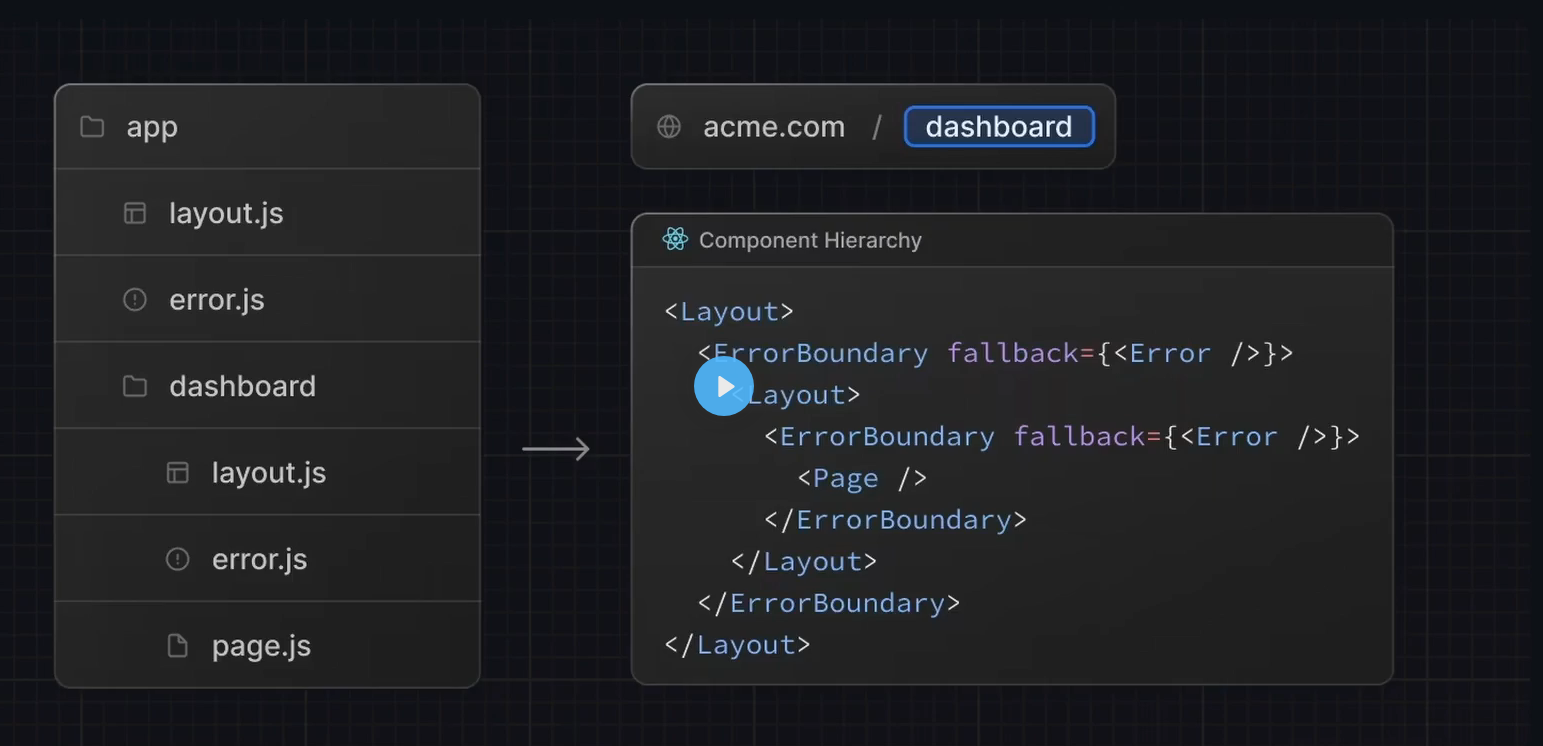 app
layout.js
error.js
dashboard
layout.js
error.js
page.js
acme.com / dashboard
Component Hierarchy
<Layout>
<ErrorBoundary fallback={<Error />}>
<Layout>
<ErrorBoundary fallback={<Error />}>
<Page />
</ErrorBoundary>
</Layout>
</ErrorBoundary>
</Layout>